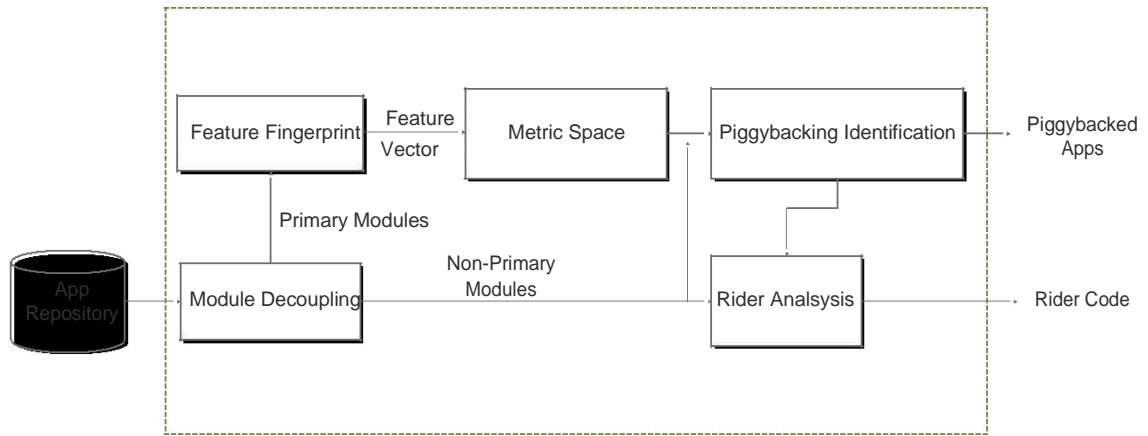 Feature Fingerprint
Feature
Vector
Metric Space
Piggybacking Identification
Piggybacked
Apps
Primary Modules
App
Repository
Module Decoupling
Non-Primary
Modules
Rider Analsysis
Rider Code